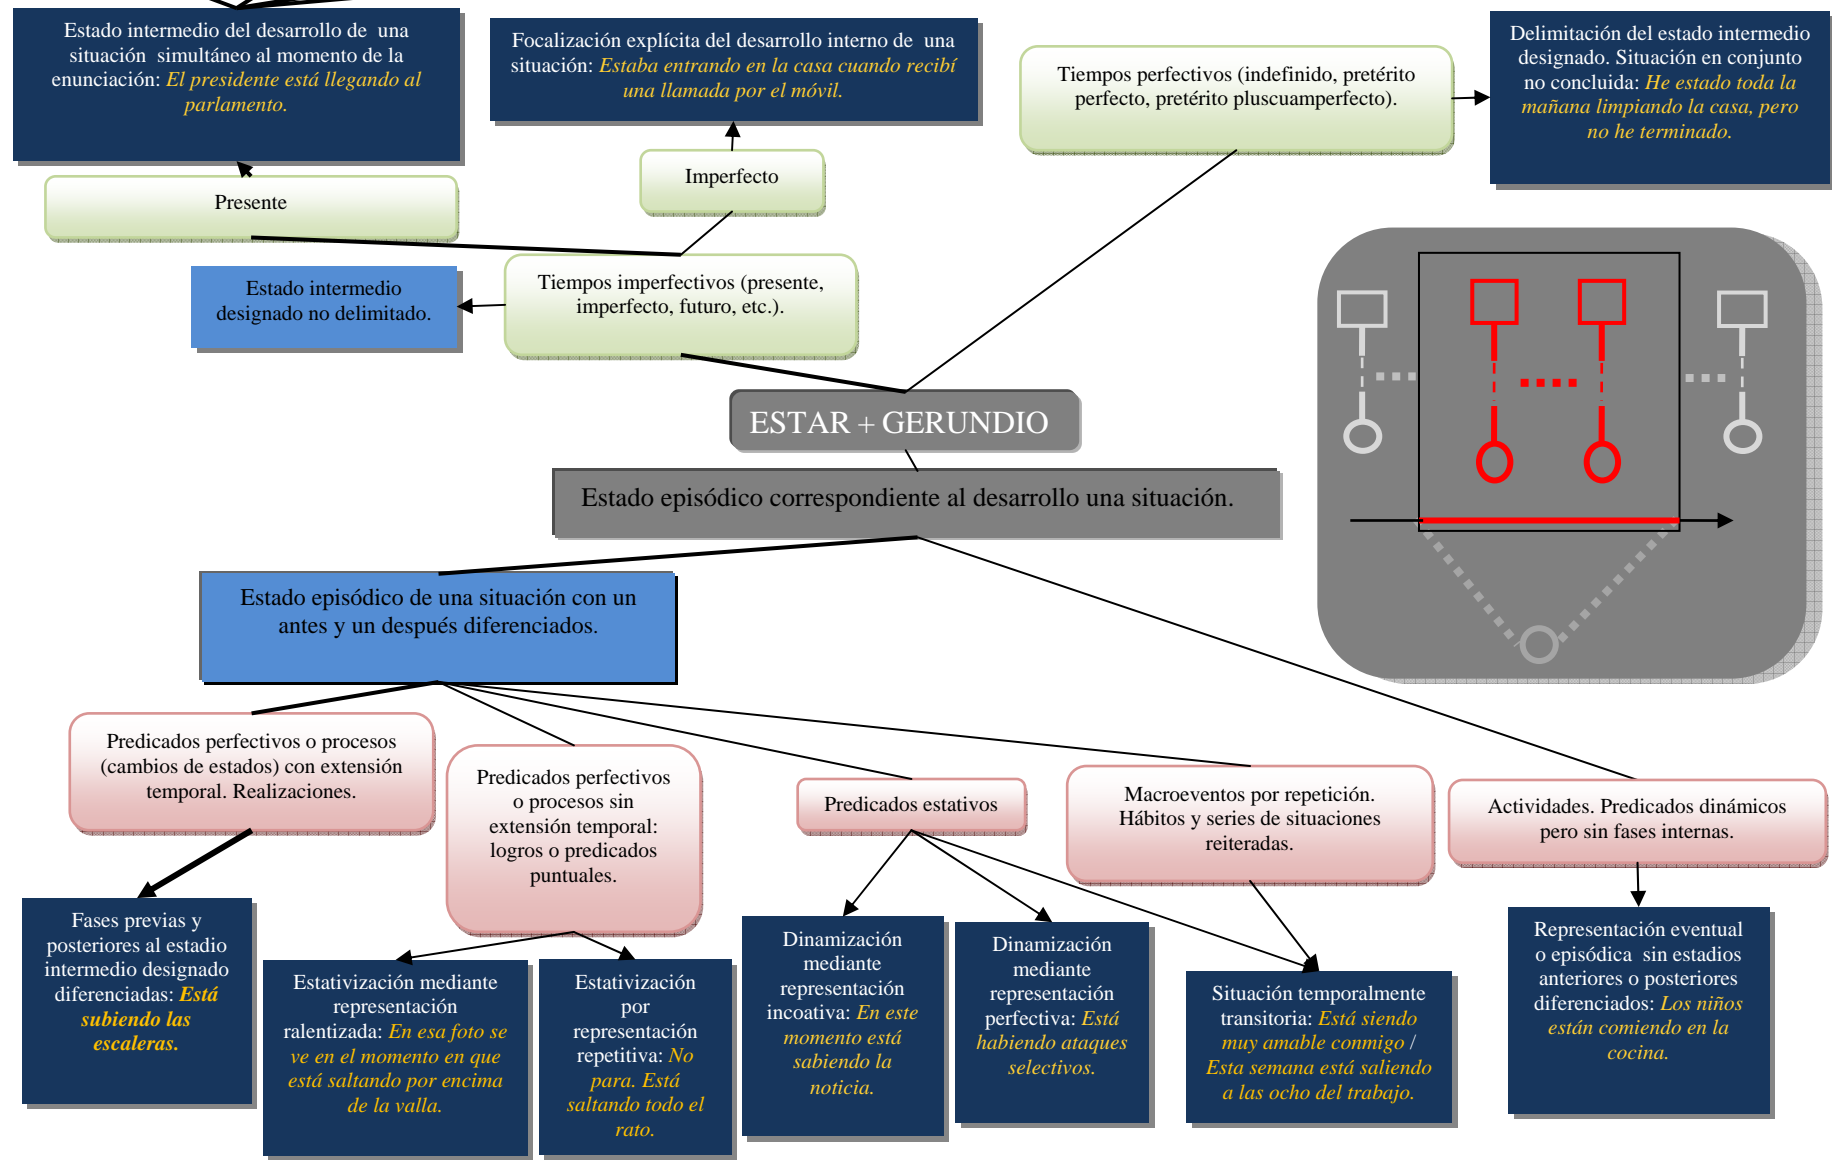 Estado intermedio del desarrollo de una
situación simultáneo al momento de la
enunciación: El presidente está llegando al
parlamento.
Focalización explícita del desarrollo interno de una
situación: Estaba entrando en la casa cuando recibí
una llamada por el móvil.
Tiempos perfectivos (indefinido, pretérito
perfecto, pretérito pluscuamperfecto).
Delimitación del estado intermedio
designado. Situación en conjunto
no concluida: He estado toda la
mañana limpiando la casa, pero
no he terminado.
Presente
Imperfecto
Estado intermedio
designado no delimitado.
Tiempos imperfectivos (presente,
imperfecto, futuro, etc.).
ESTAR + GERUNDIO
Estado episódico correspondiente al desarrollo una situación.
Estado episódico de una situación con un
antes y un después diferenciados.
Predicados perfectivos o procesos
(cambios de estados) con extensión
temporal. Realizaciones.
Predicados perfectivos
o procesos sin
extensión temporal:
logros o predicados
puntuales.
Predicados estativos
Macroeventos por repetición.
Hábitos y series de situaciones
reiteradas.
Actividades. Predicados dinámicos
pero sin fases internas.
Fases previas y
posteriores al estadio
intermedio designado
diferenciadas: Está
subiendo las
escaleras.
Estativización mediante
representación
ralentizada: En esa foto se
ve en el momento en que
está saltando por encima
de la valla.
Estativización
por
representación
repetitiva: No
para. Está
saltando todo el
rato.
Dinamización
mediante
representación
incoativa: En este
momento está
sabiendo la
noticia.
Dinamización
mediante
representación
perfectiva: Está
habiendo ataques
selectivos.
Situación temporalmente
transitoria: Está siendo
muy amable conmigo /
Esta semana está saliendo
a las ocho del trabajo.
Representación eventual
o episódica sin estadios
anteriores o posteriores
diferenciados: Los niños
están comiendo en la
cocina.